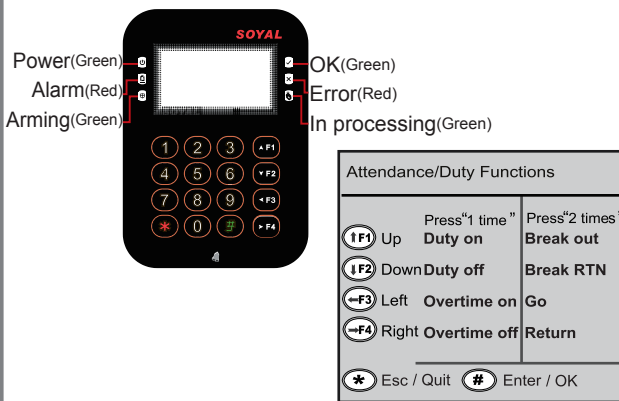 SOYAL
Power(Green)
OK(Green)
Alarm(Red)
Error(Red)
Arming(Green)
In processing(Green)
1 2 3 ▲ F1
4 5 6 ▼ F2
7 8 9 ◄ F3
* 0 # ► F4
Attendance/Duty Functions
Press“1 time” Press“2 times”
↑F1 Up Duty on Break out
↓F2 Down Duty off Break RTN
←F3 Left Overtime on Go
→F4 Right Overtime off Return
* Esc / Quit # Enter / OK